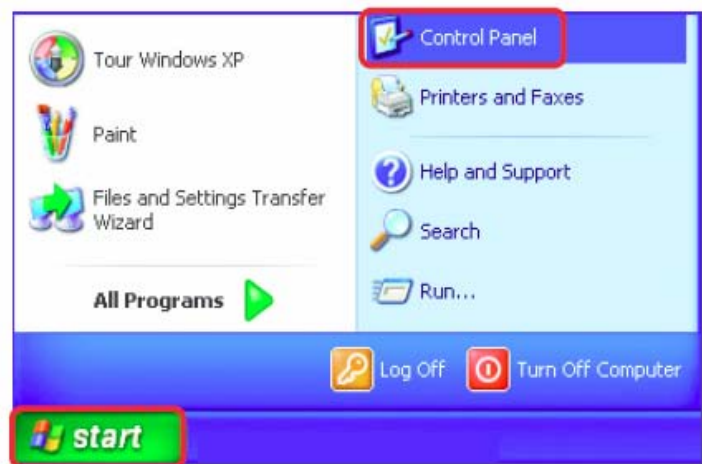 Tour Windows XP
Paint
Files and Settings Transfer
Wizard
All Programs
Control Panel
Printers and Faxes
Help and Support
Search
Run...
Log Off
Turn Off Computer
start